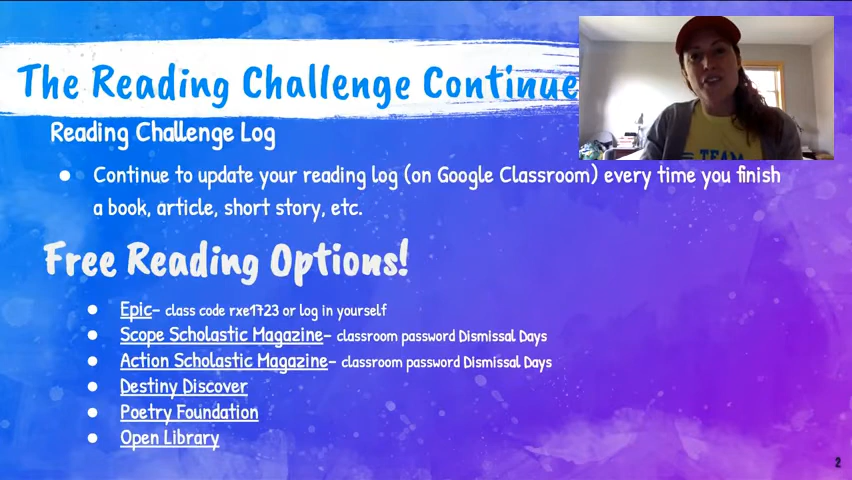 The Reading Challenge Continue
Reading Challenge Log
● Continue to update your reading log (on Google Classroom) every time you finish
a book, article, short story, etc.
Free Reading Options!
● Epic- class code rxe1723 or log in yourself
● Scope Scholastic Magazine- classroom password Dismissal Days
● Action Scholastic Magazine- classroom password Dismissal Days
● Destiny Discover
● Poetry Foundation
● Open Library
TEAM
2